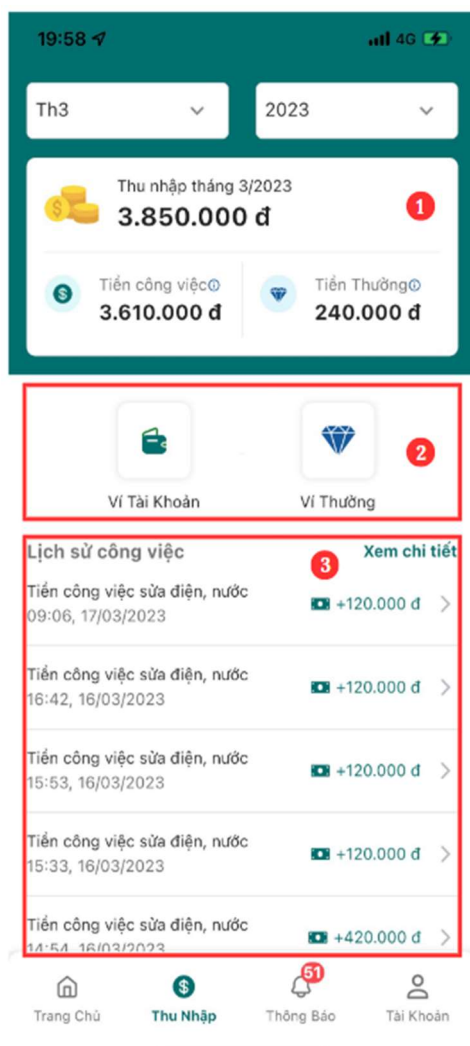 19:58
4G
Th3
2023
Thu nhập tháng 3/2023
3.850.000 đ
1
Tiền công việc
Tiền Thưởng
3.610.000 đ
240.000 đ
2
Ví Tài Khoản
Ví Thưởng
Lịch sử công việc
Xem chi tiết
3
Tiền công việc sửa điện, nước
+120.000 đ
09:06, 17/03/2023
Tiền công việc sửa điện, nước
+120.000 đ
16:42, 16/03/2023
Tiền công việc sửa điện, nước
+120.000 đ
15:53, 16/03/2023
Tiền công việc sửa điện, nước
+120.000 đ
15:33, 16/03/2023
Tiền công việc sửa điện, nước
+420.000 đ
14:54, 16/03/2023
51
Trang Chủ
Thu Nhập
Thông Báo
Tài Khoản